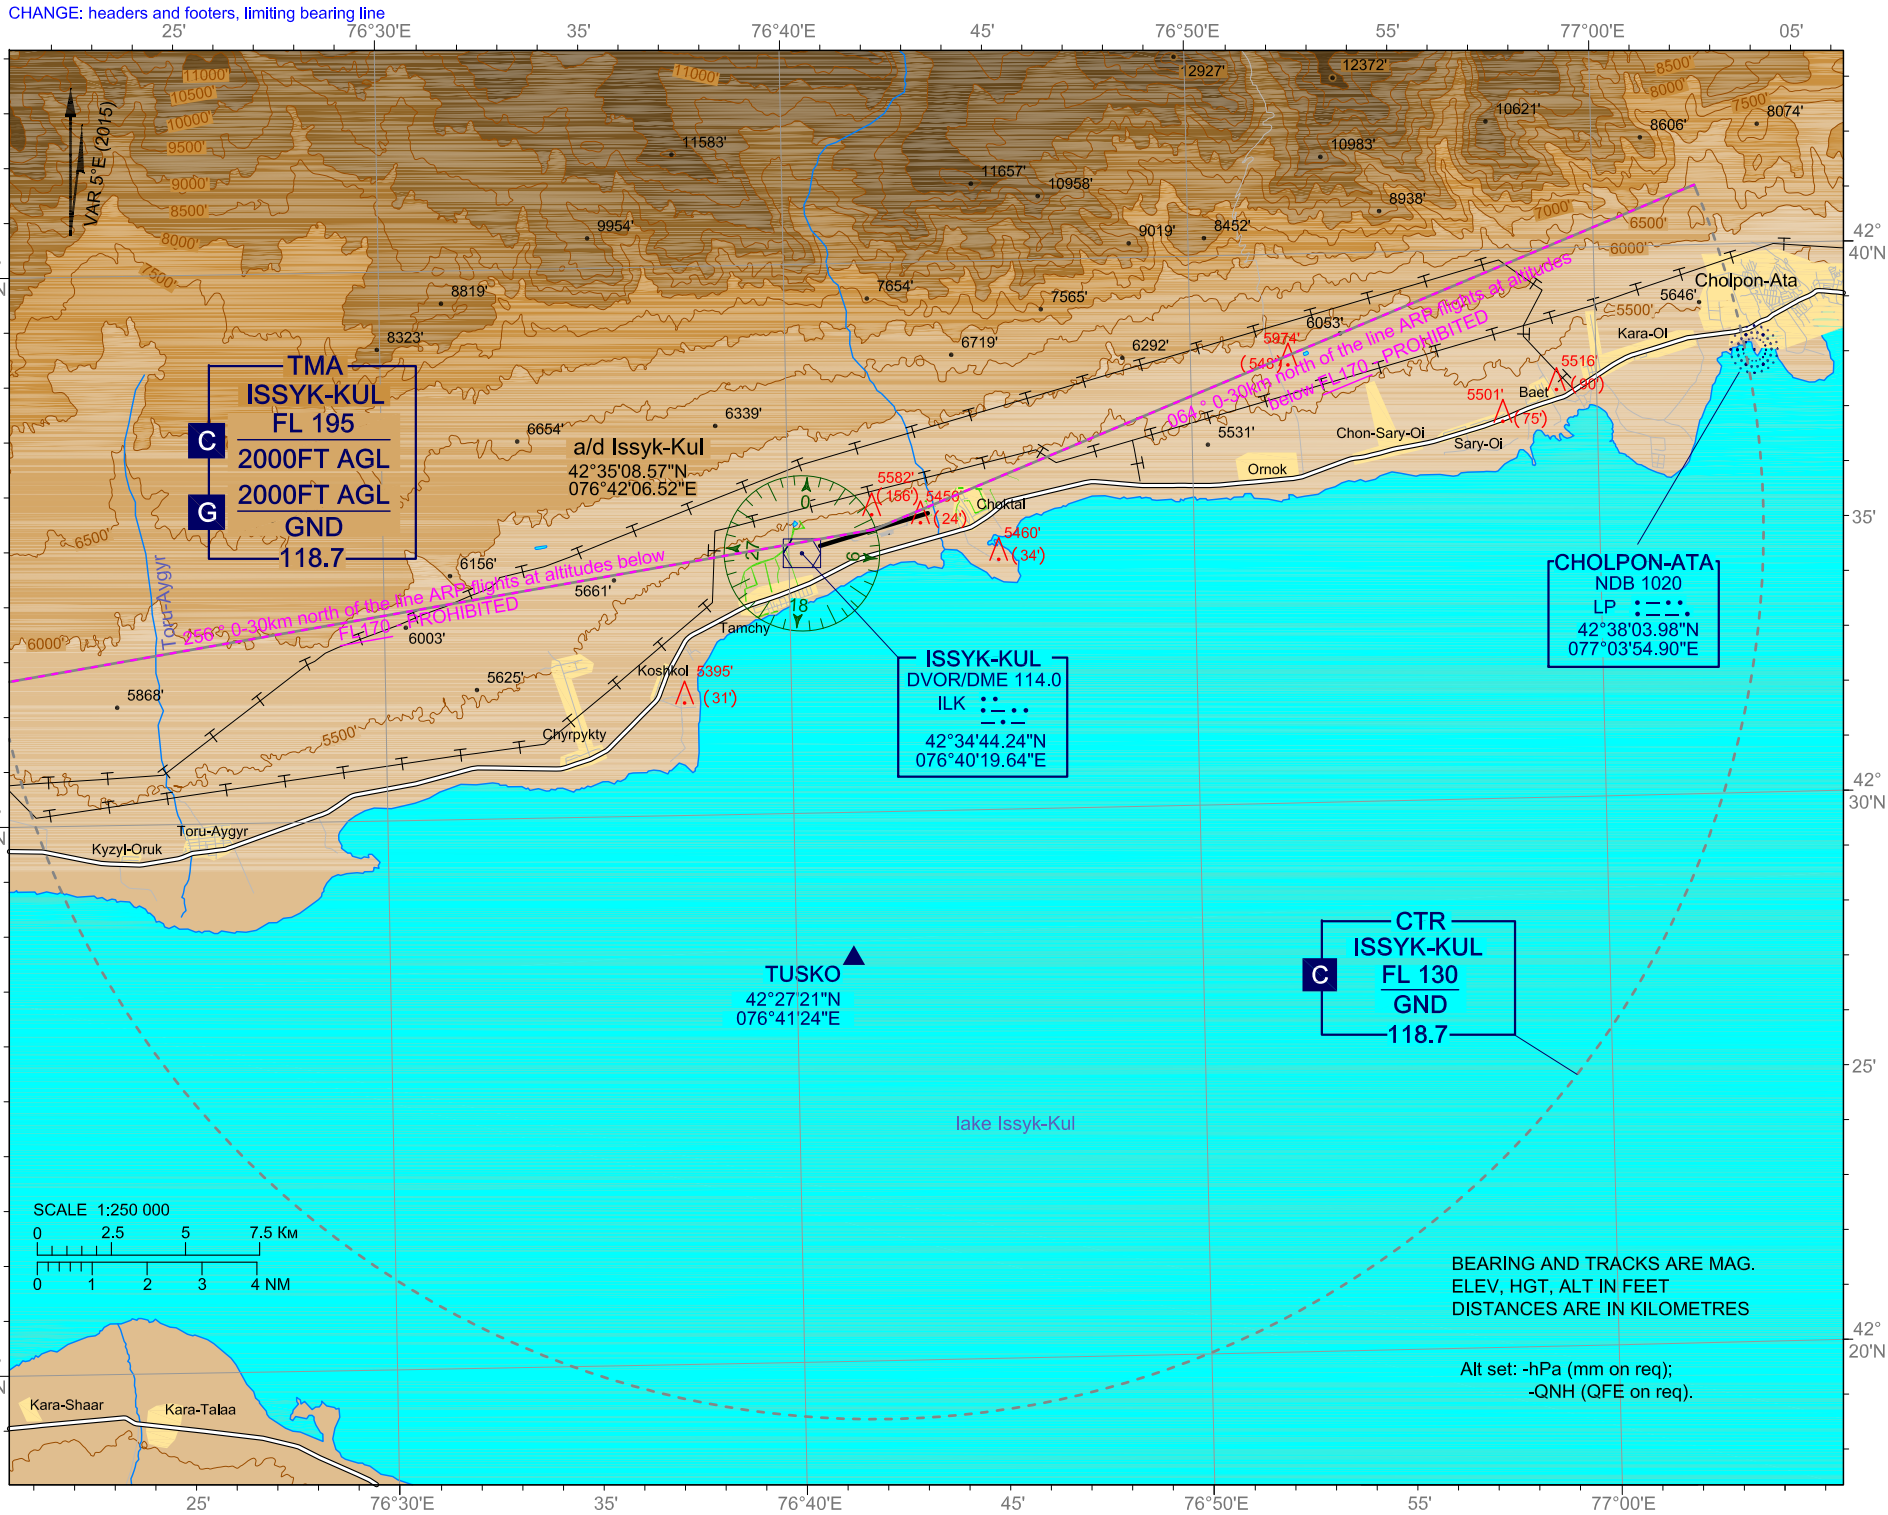 CHANGE: headers and footers, limiting bearing line
25'
76°30'E
35'
76°40'E
45'
76°50'E
55'
77°00'E
05'
VAR 5°E (2015)
11000'
10500'
10000'
9500'
9000'
8500'
8000'
7500'
11000'
11583'
9954'
8819'
8323'
12927'
12372'
10621'
10983'
11657'
10958'
8938'
9019'
8452'
7654'
7565'
8606'
8074'
8500'
8000'
7500'
7000'
6500'
6000'
5500'
42°
40'N
TMA
ISSYK-KUL
FL 195
2000FT AGL
2000FT AGL
GND
118.7
C
G
6719'
6292'
6053'
5974'
(548')
5646'
Cholpon-Ata
Kara-Ol
5516'
(90')
Baet
5501'
(75')
Sary-Oi
Chon-Sary-Oi
5531'
Ornok
064° 0-30km north of the line ARP flights at altitudes
below FL170 - PROHIBITED
6339'
6654'
a/d Issyk-Kul
42°35'08.57"N
076°42'06.52"E
5582'
(156')
5450'
(24')
Choktal
5460'
(34')
0
9
18
27
Tamchy
35'
6500'
6156'
5661'
6003'
256° 0-30km north of the line ARP flights at altitudes below
FL170 - PROHIBITED
Toru-Aygyr
6000'
5868'
5625'
5500'
Koshkol
5395'
(31')
Chyrpykty
ISSYK-KUL
DVOR/DME 114.0
ILK
42°34'44.24"N
076°40'19.64"E
CHOLPON-ATA
NDB 1020
LP
42°38'03.98"N
077°03'54.90"E
42°
30'N
Toru-Aygyr
Kyzyl-Oruk
TUSKO
42°27'21"N
076°41'24"E
CTR
ISSYK-KUL
FL 130
GND
118.7
C
25'
lake Issyk-Kul
SCALE 1:250 000
0 2.5 5 7.5 Км
0 1 2 3 4 NM
BEARING AND TRACKS ARE MAG.
ELEV, HGT, ALT IN FEET
DISTANCES ARE IN KILOMETRES
42°
20'N
Alt set: -hPa (mm on req);
-QNH (QFE on req).
Kara-Shaar
Kara-Talaa
25'
76°30'E
35'
76°40'E
45'
76°50'E
55'
77°00'E